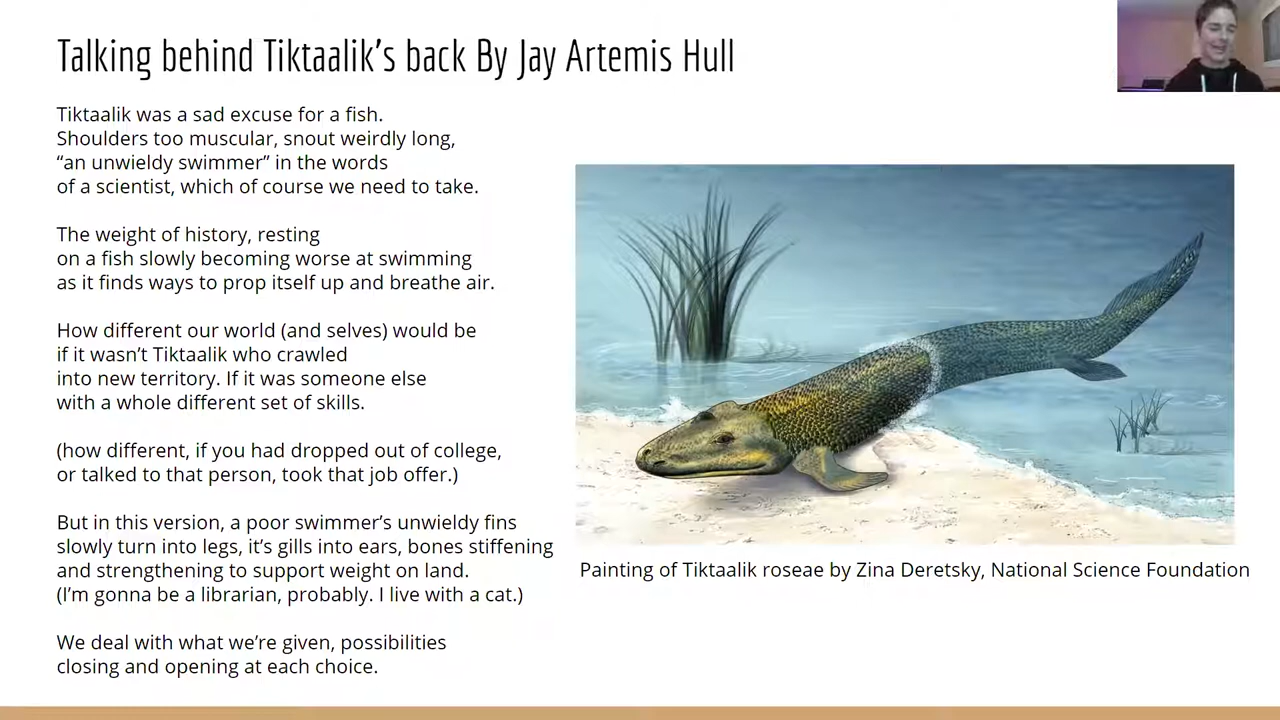 Talking behind Tiktaalik’s back By Jay Artemis Hull
Tiktaalik was a sad excuse for a fish.
Shoulders too muscular, snout weirdly long,
“an unwieldy swimmer” in the words
of a scientist, which of course we need to take.
The weight of history, resting
on a fish slowly becoming worse at swimming
as it finds ways to prop itself up and breathe air.
How different our world (and selves) would be
if it wasn’t Tiktaalik who crawled
into new territory. If it was someone else
with a whole different set of skills.
(how different, if you had dropped out of college,
or talked to that person, took that job offer.)
But in this version, a poor swimmer’s unwieldy fins
slowly turn into legs, it’s gills into ears, bones stiffening
and strengthening to support weight on land.
(I’m gonna be a librarian, probably. I live with a cat.)
We deal with what we’re given, possibilities
closing and opening at each choice.
Painting of Tiktaalik roseae by Zina Deretsky, National Science Foundation